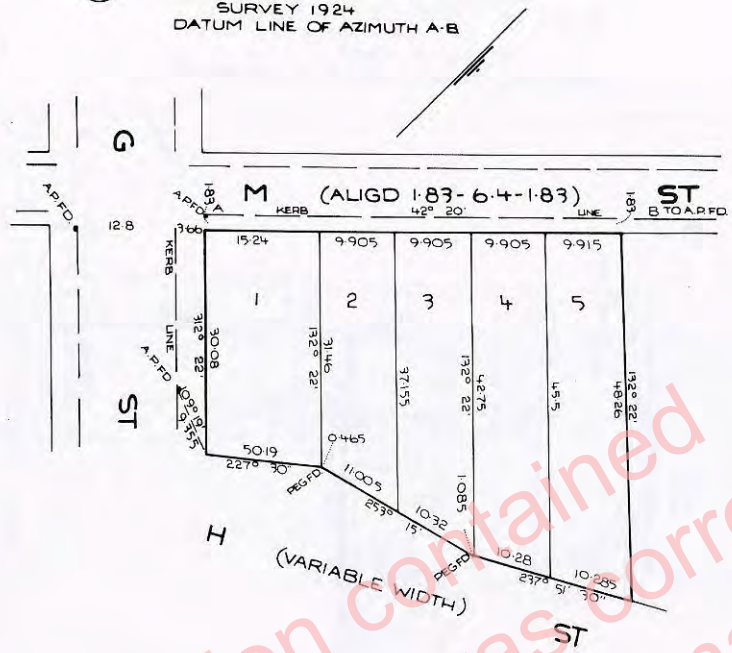 SURVEY 1924
DATUM LINE OF AZIMUTH A-B
G
ST
M (ALIGD 1·83-6·4-1·83) ST
A.P.FD.
12·8
A.P.FD. A
1·83
KERB 42° 20' LINE
1·83
B TO A.P.FD.
3·66
15·24
9·905
9·905
9·905
9·915
1
2
3
4
5
KERB LINE
312° 22'
30·08
132° 22'
31·46
37·155
132° 22'
42·75
45·5
132° 22'
48·26
A.P.FD
109° 19'
9·355
50·19
227° 30"
0·465
PEG FD.
11·005
253° 15'
10·32
1·085
PEG FD.
10·28
237° 51' 30"
10·285
H
(VARIABLE WIDTH)
ST
on contained
as corre